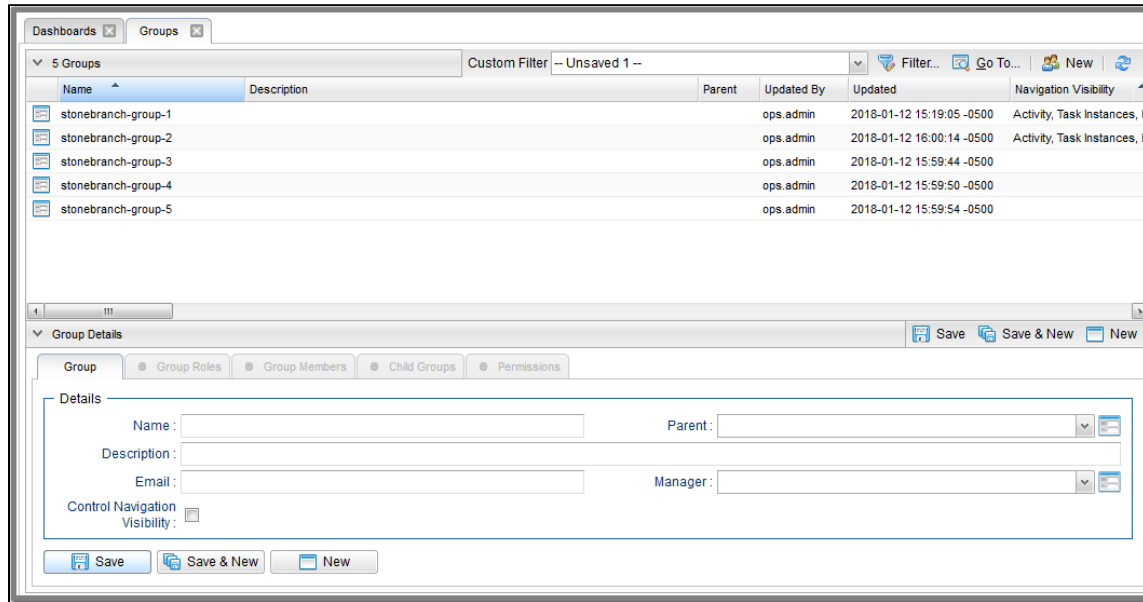 Dashboards Groups
5 Groups Custom Filter -- Unsaved 1 -- Filter... Go To... New
Name Description Parent Updated By Updated Navigation Visibility
stonebranch-group-1 ops.admin 2018-01-12 15:19:05 -0500 Activity, Task Instances,
stonebranch-group-2 ops.admin 2018-01-12 16:00:14 -0500 Activity, Task Instances,
stonebranch-group-3 ops.admin 2018-01-12 15:59:44 -0500
stonebranch-group-4 ops.admin 2018-01-12 15:59:50 -0500
stonebranch-group-5 ops.admin 2018-01-12 15:59:54 -0500
Group Details Save Save & New New
Group Group Roles Group Members Child Groups Permissions
Details
Name : Parent :
Description :
Email : Manager :
Control Navigation
Visibility :
Save Save & New New